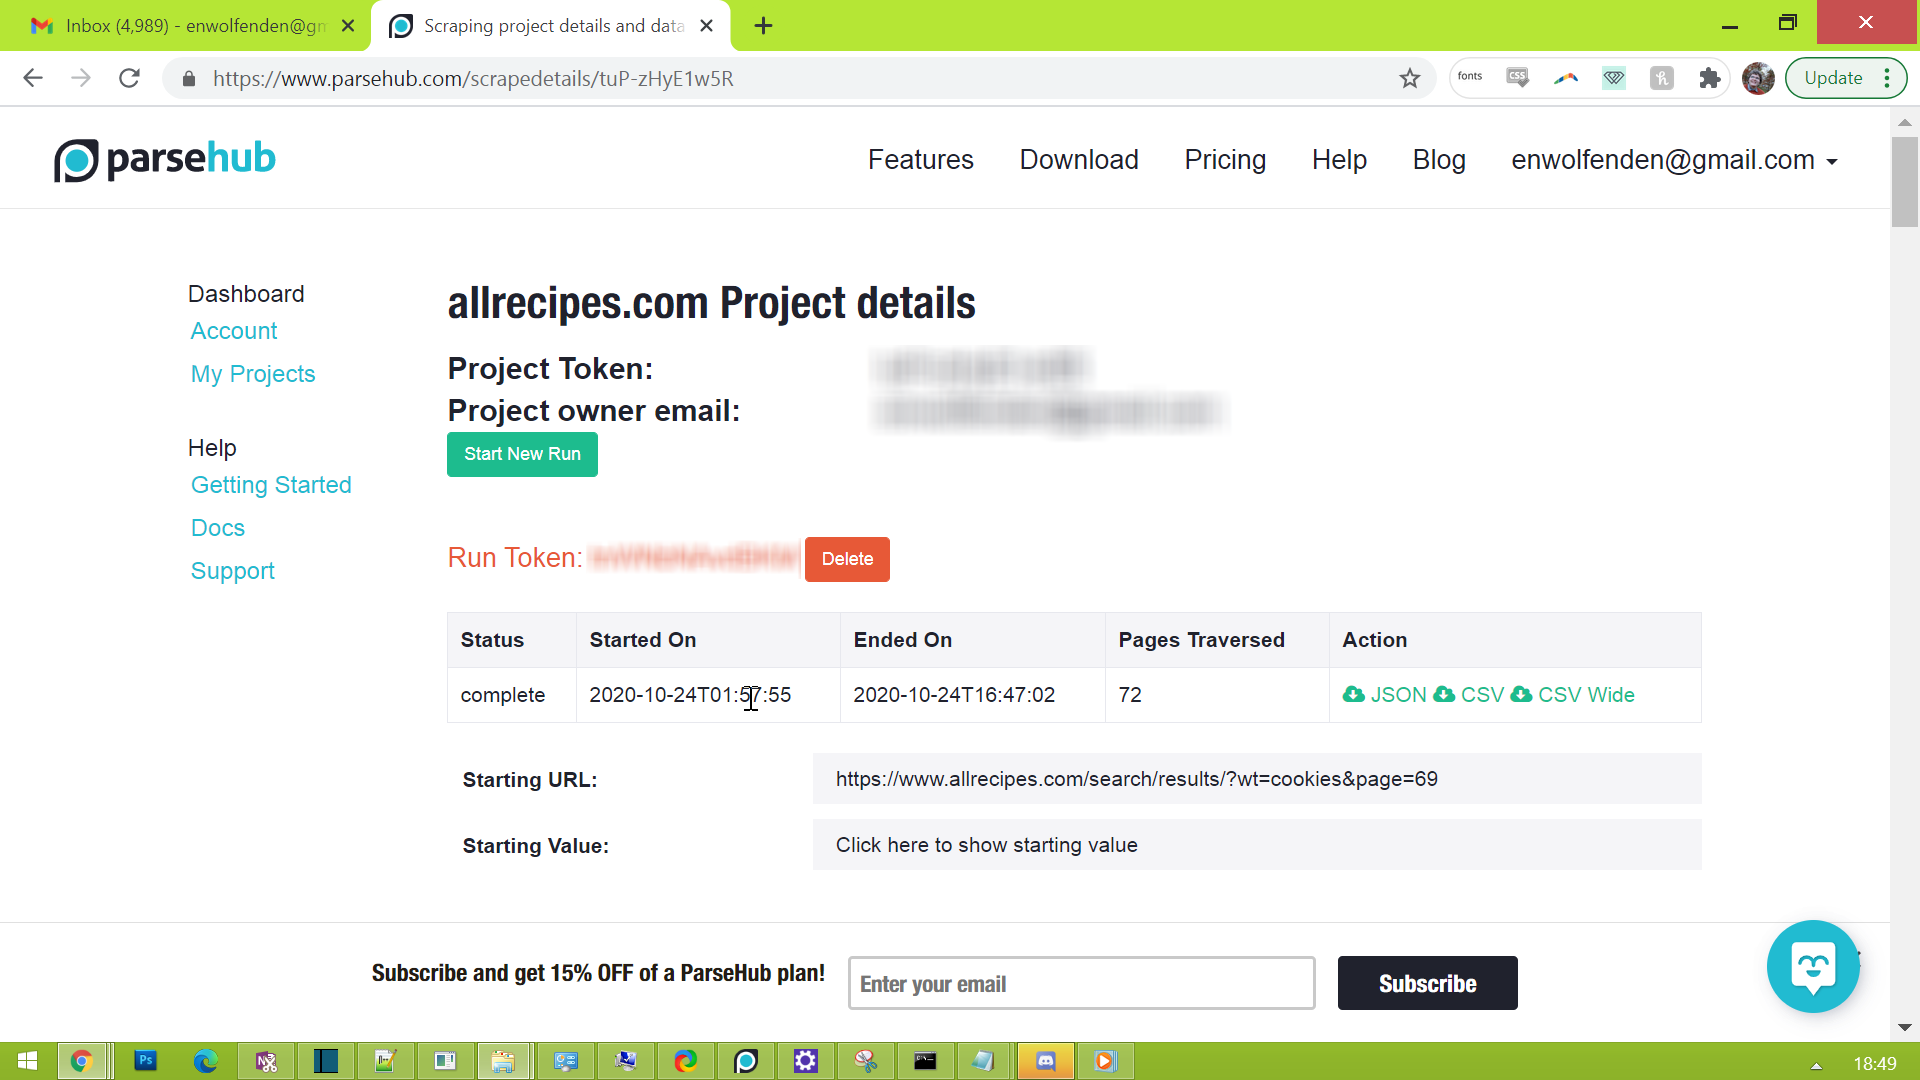 Inbox (4,989) - enwolfenden@gm
Scraping project details and data
https://www.parsehub.com/scrapedetails/tuP-zHyE1w5R
fonts
CSS
h
Update
parsehub
Features
Download
Pricing
Help
Blog
enwolfenden@gmail.com
Dashboard
Account
My Projects
Help
Getting Started
Docs
Support
allrecipes.com Project details
Project Token:
Project owner email:
Start New Run
Run Token:
Delete
Status Started On Ended On Pages Traversed Action
complete 2020-10-24T01:57:55 2020-10-24T16:47:02 72 JSON CSV CSV Wide
Starting URL: https://www.allrecipes.com/search/results/?wt=cookies&page=69
Starting Value: Click here to show starting value
Subscribe and get 15% OFF of a ParseHub plan!
Enter your email
Subscribe
Ps
18:49